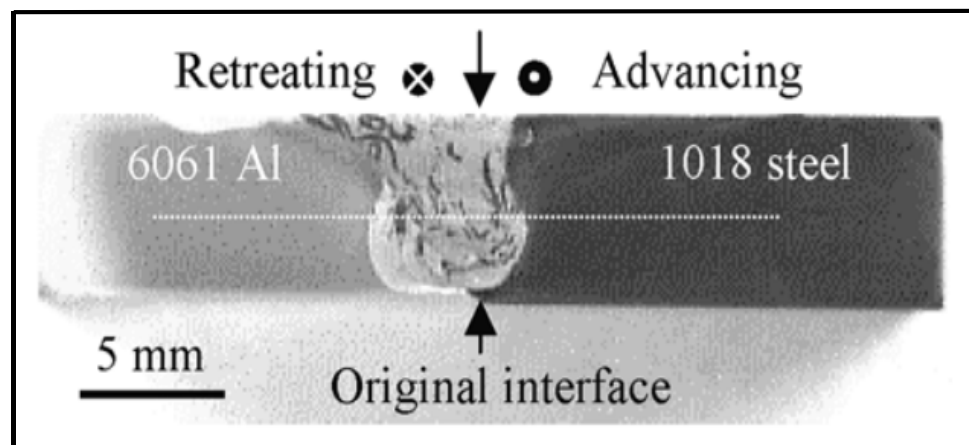 Retreating Advancing
6061 Al 1018 steel
5 mm
Original interface